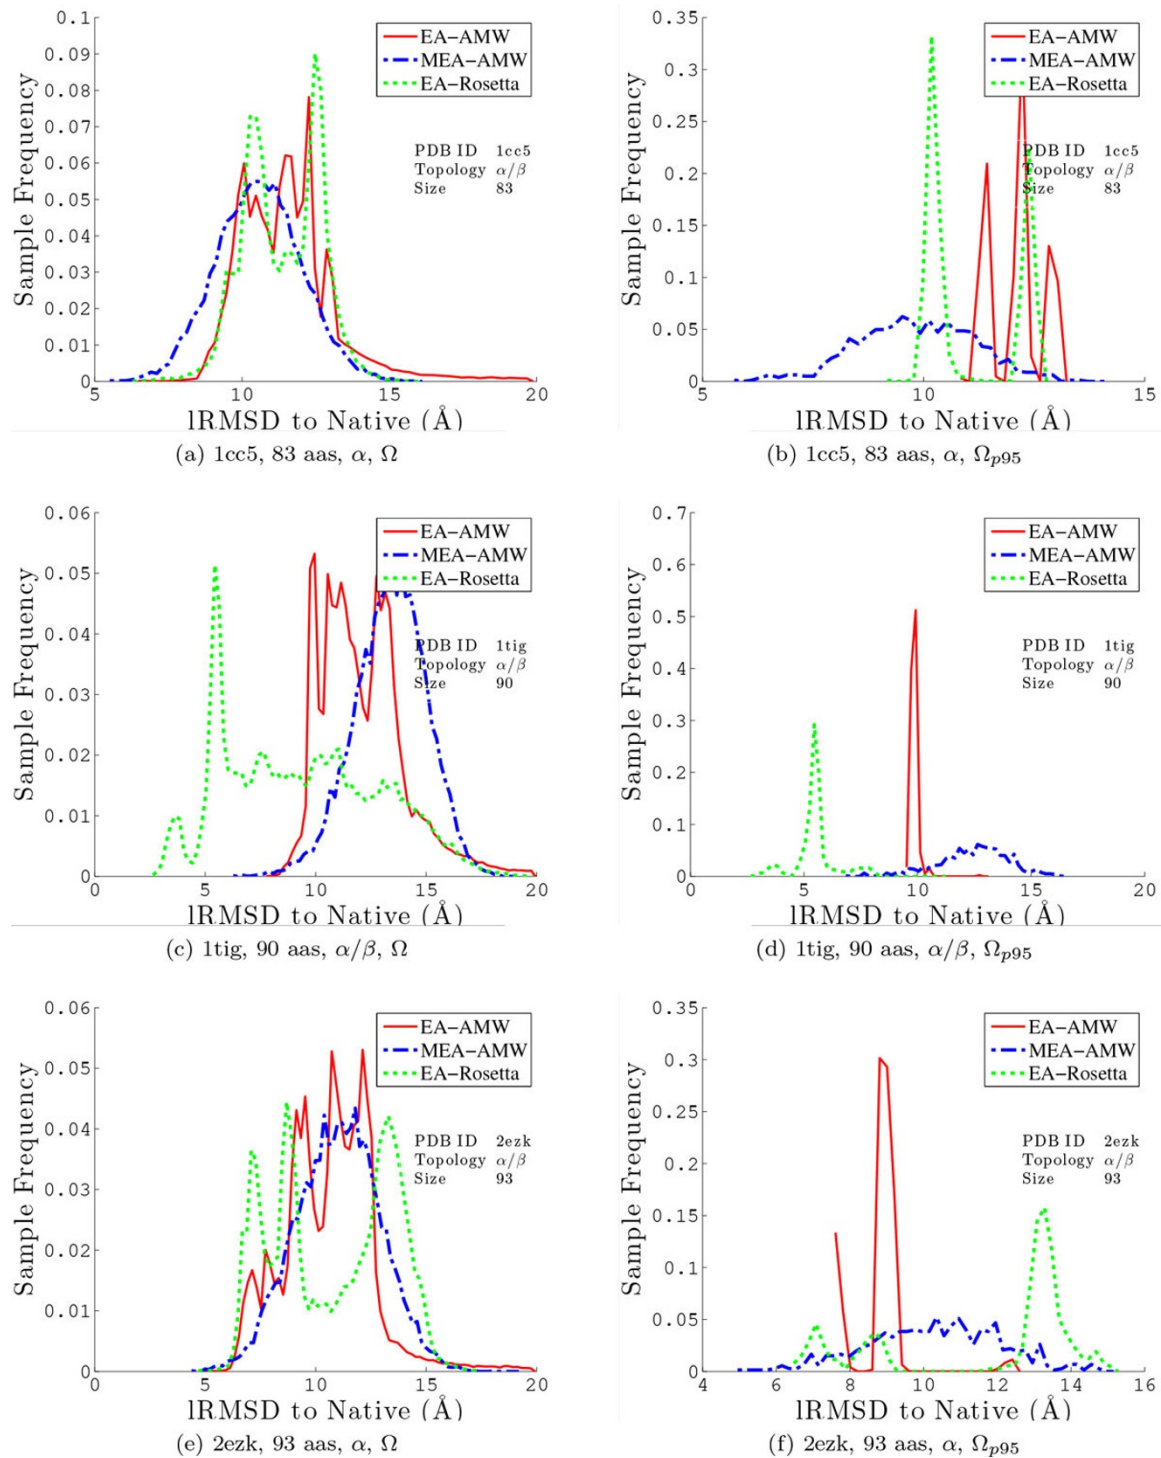 0.1
0.09
0.08
0.07
0.06
0.05
0.04
0.03
0.02
0.01
0
Sample Frequency
EA−AMW
MEA−AMW
EA−Rosetta
PDB ID 1cc5
Topology α/β
Size 83
5 10 15 20
lRMSD to Native (Å)
(a) 1cc5, 83 aas, α, Ω
0.35
0.3
0.25
0.2
0.15
0.1
0.05
0
Sample Frequency
EA−AMW
MEA−AMW
EA−Rosetta
PDB ID 1cc5
Topology α/β
Size 83
5 10 15
lRMSD to Native (Å)
(b) 1cc5, 83 aas, α, Ωp95
0.06
0.05
0.04
0.03
0.02
0.01
0
Sample Frequency
EA−AMW
MEA−AMW
EA−Rosetta
PDB ID 1tig
Topology α/β
Size 90
0 5 10 15 20
lRMSD to Native (Å)
(c) 1tig, 90 aas, α/β, Ω
0.7
0.6
0.5
0.4
0.3
0.2
0.1
0
Sample Frequency
EA−AMW
MEA−AMW
EA−Rosetta
PDB ID 1tig
Topology α/β
Size 90
0 5 10 15 20
lRMSD to Native (Å)
(d) 1tig, 90 aas, α/β, Ωp95
0.06
0.05
0.04
0.03
0.02
0.01
0
Sample Frequency
EA−AMW
MEA−AMW
EA−Rosetta
PDB ID 2ezk
Topology α/β
Size 93
0 5 10 15 20
lRMSD to Native (Å)
(e) 2ezk, 93 aas, α, Ω
0.35
0.3
0.25
0.2
0.15
0.1
0.05
0
Sample Frequency
EA−AMW
MEA−AMW
EA−Rosetta
PDB ID 2ezk
Topology α/β
Size 93
4 6 8 10 12 14 16
lRMSD to Native (Å)
(f) 2ezk, 93 aas, α, Ωp95